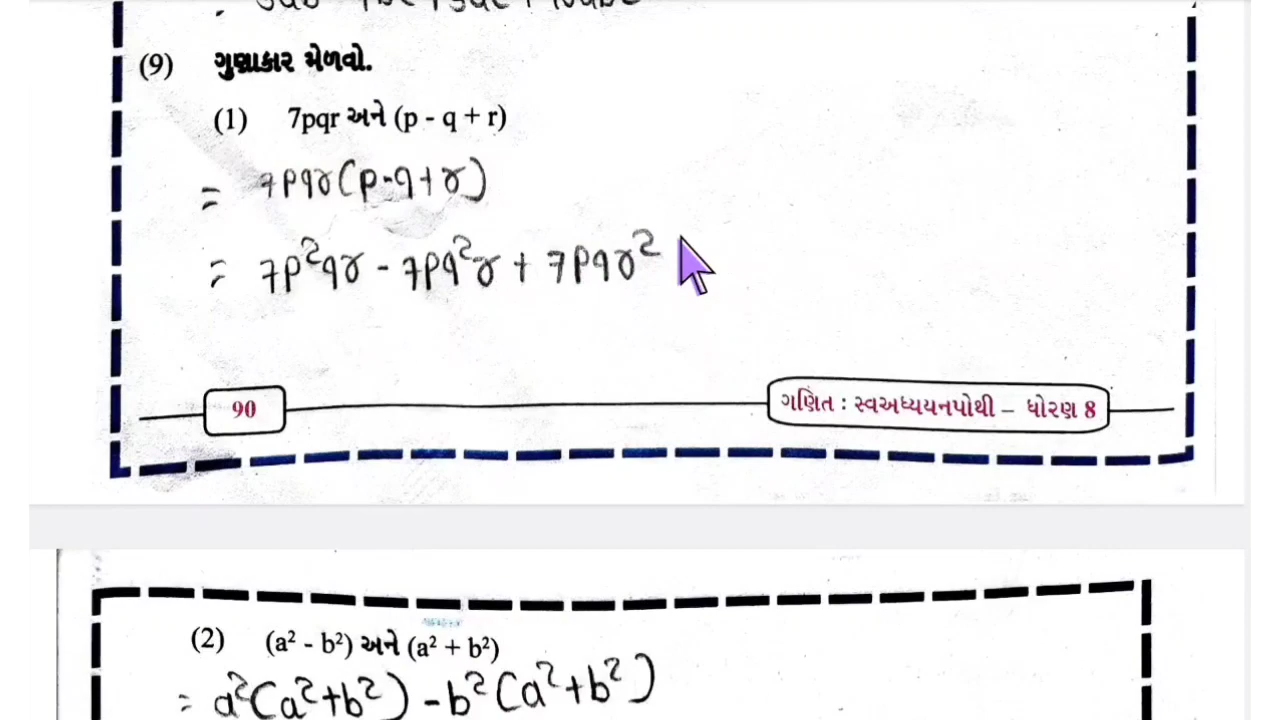 (9) ગુણાકાર મેળવો.
(1) 7pqr અને (p - q + r)
= 7pqr(p-q+r)
= 7p²qr - 7pq²r + 7pqr²
90
ગણિત : સ્વઅધ્યયનપોથી – ધોરણ 8
(2) (a² - b²) અને (a² + b²)
= a²(a²+b²) - b²(a²+b²)